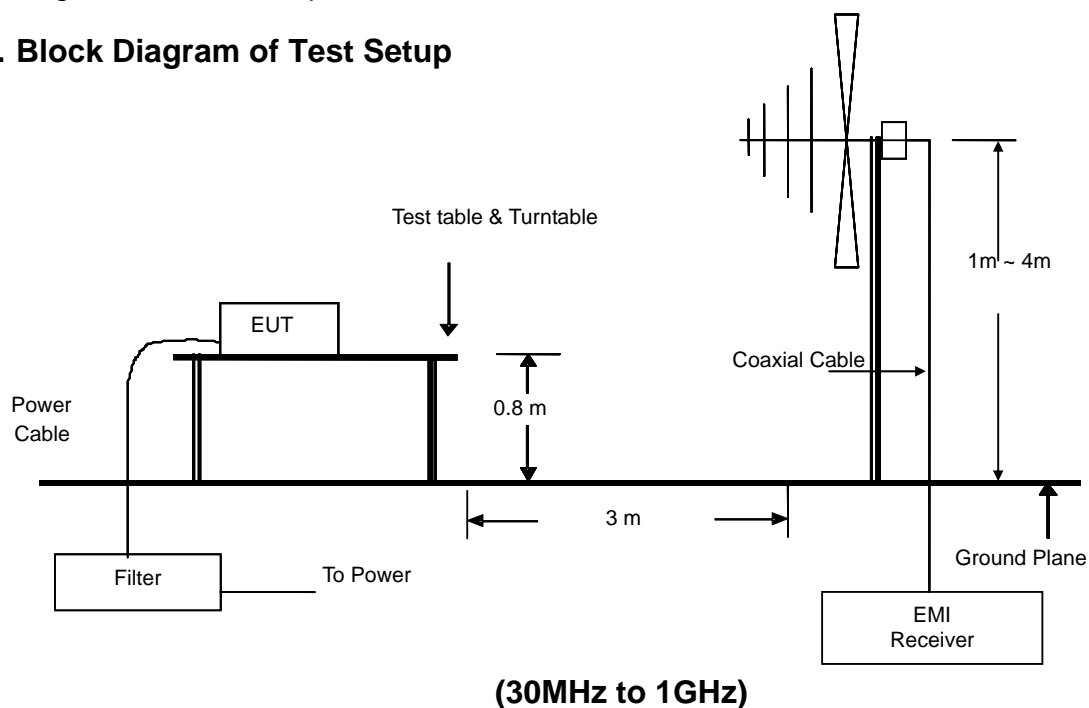 . Block Diagram of Test Setup
Test table & Turntable
1m ~ 4m
EUT
Coaxial Cable
0.8 m
Power
Cable
3 m
Ground Plane
Filter
To Power
EMI
Receiver
(30MHz to 1GHz)